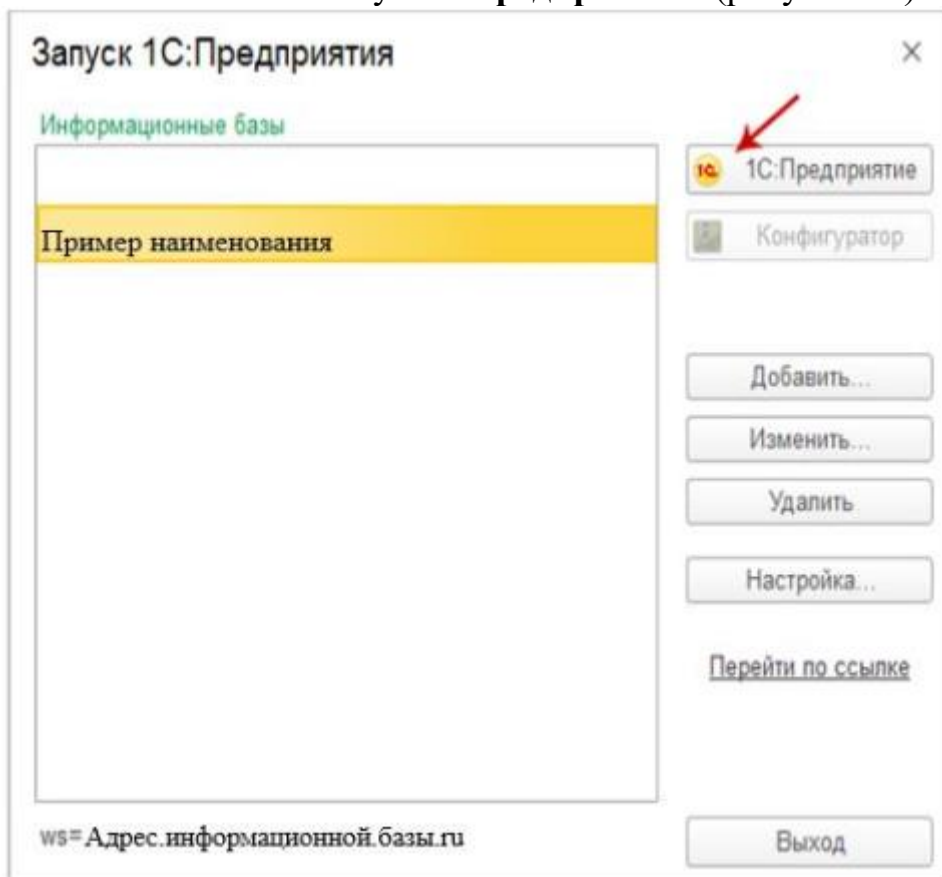 Запуск 1С:Предприятия
Информационные базы
1С:Предприятие
Пример наименования
Конфигуратор
Добавить...
Изменить...
Удалить
Настройка...
Перейти по ссылке
ws=Адрес.информационной.базы.ru
Выход